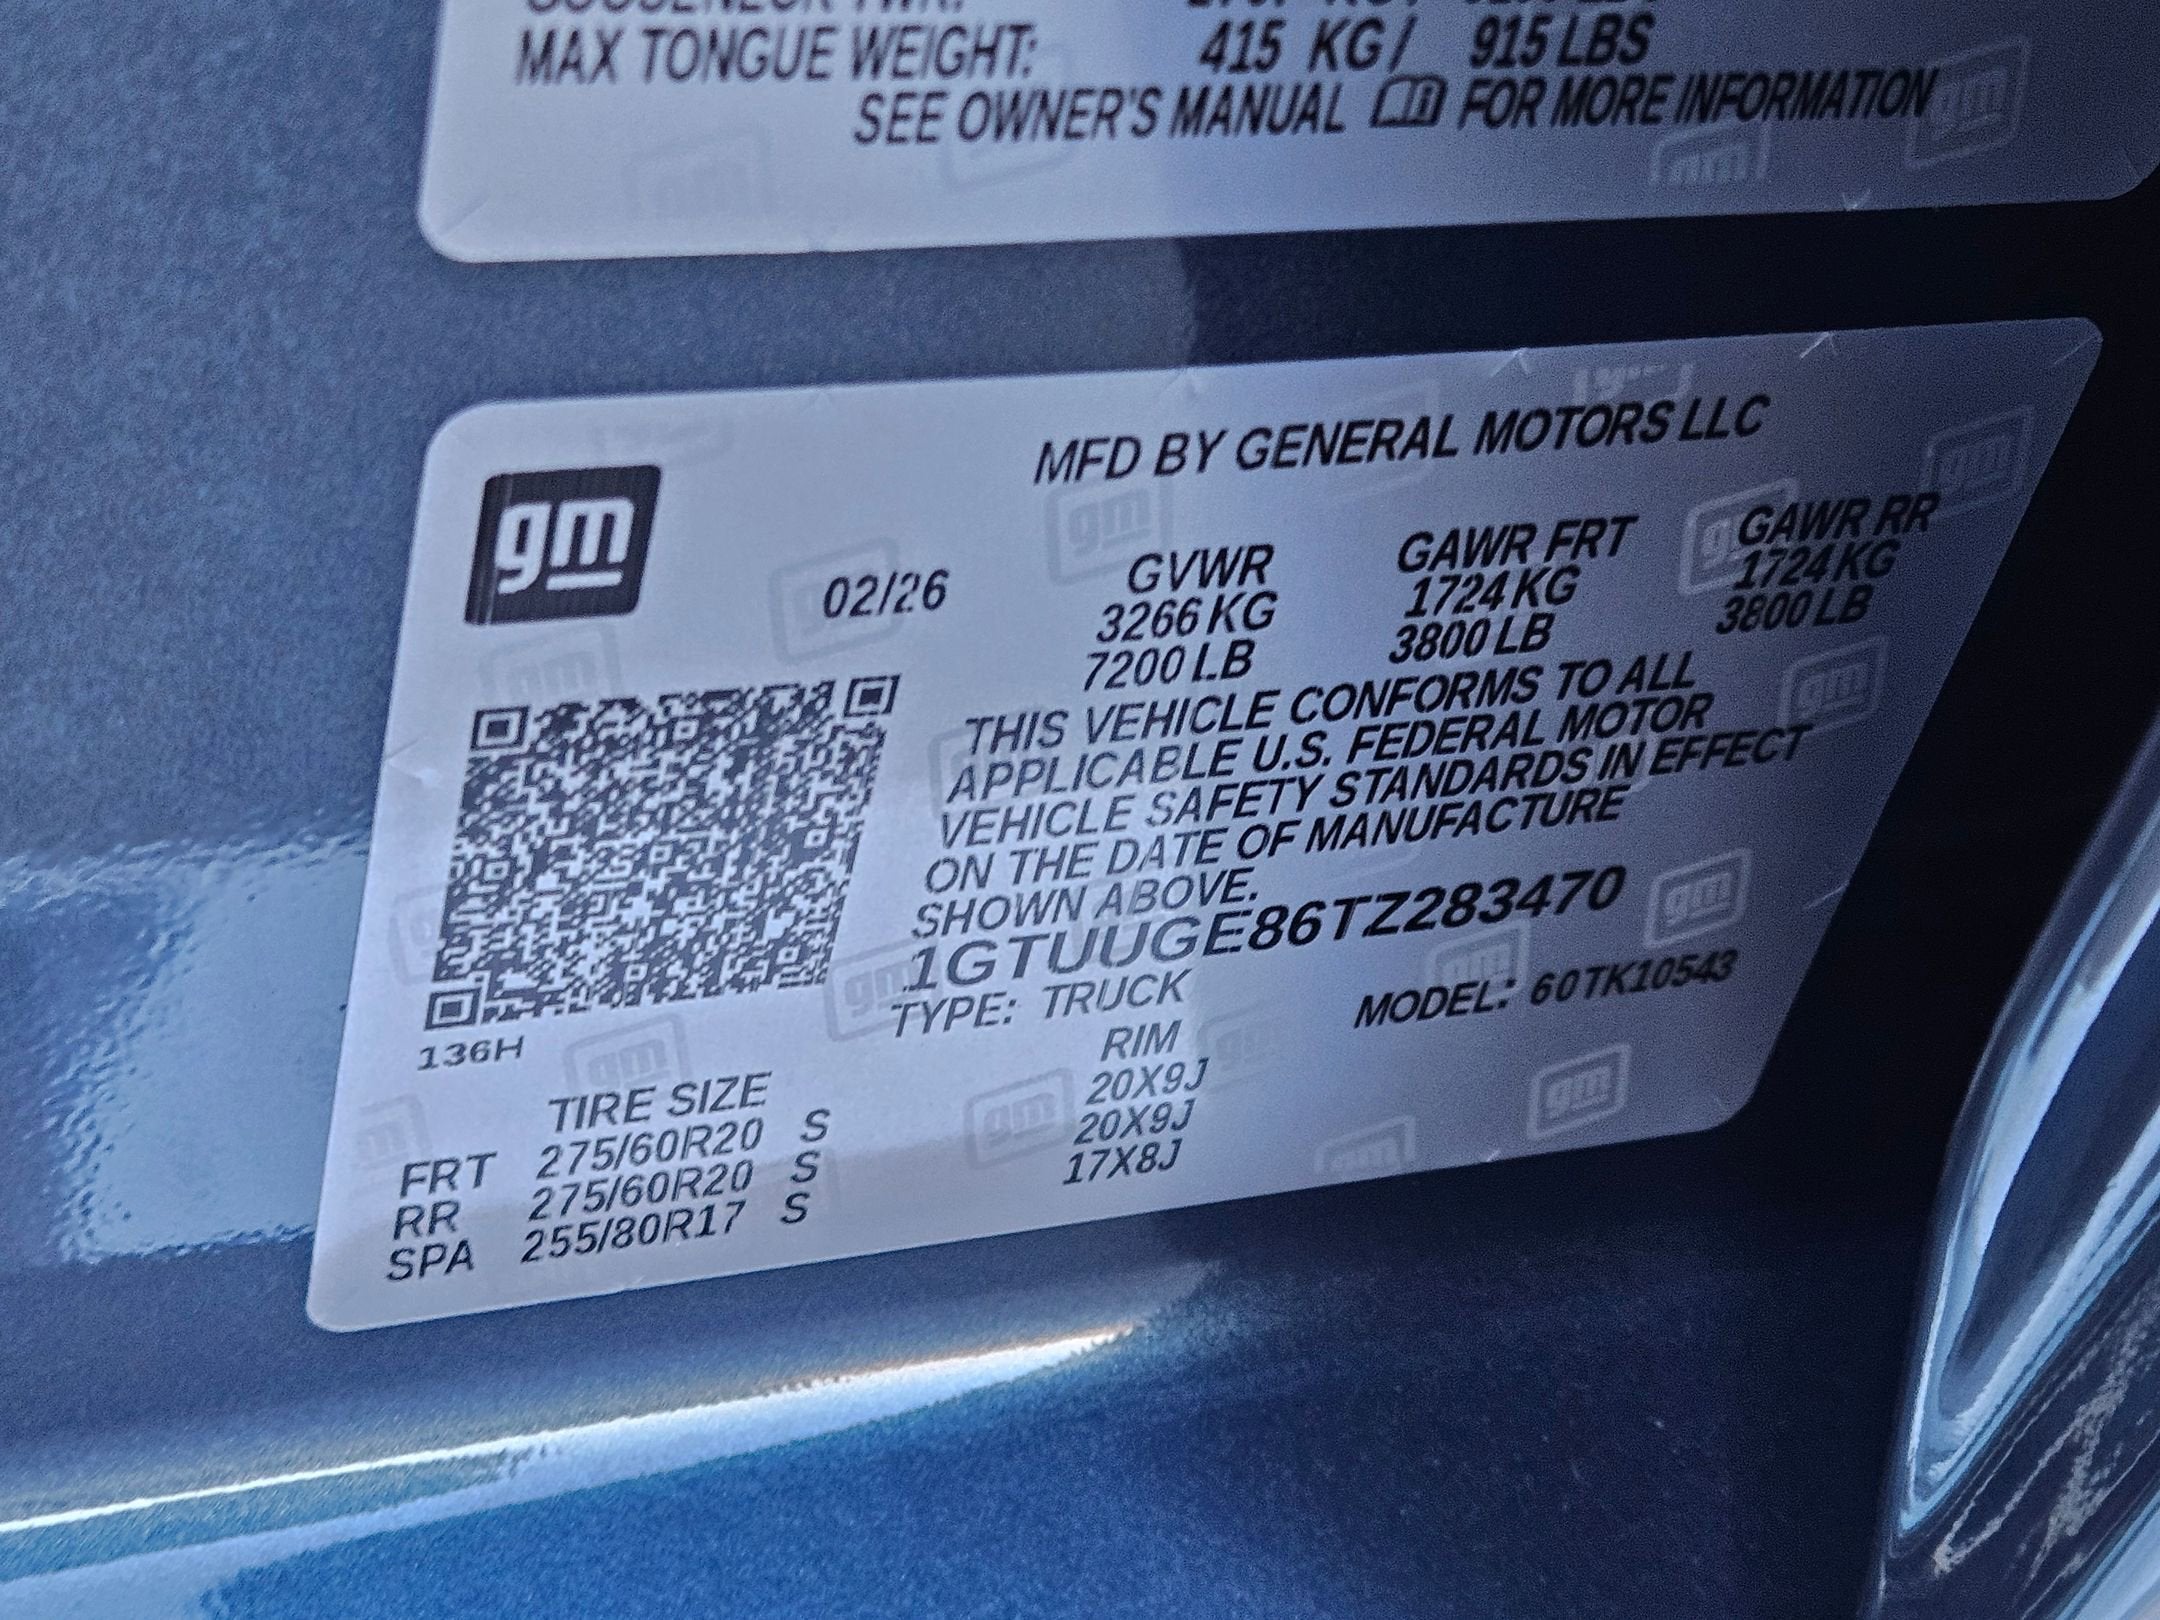 MAX TONGUE WEIGHT: 415 KG / 915 LBS
SEE OWNER'S MANUAL FOR MORE INFORMATION
gm
MFD BY GENERAL MOTORS LLC
02/26
GVWR GAWR FRT GAWR RR
3266 KG 1724 KG 1724 KG
7200 LB 3800 LB 3800 LB
THIS VEHICLE CONFORMS TO ALL
APPLICABLE U.S. FEDERAL MOTOR
VEHICLE SAFETY STANDARDS IN EFFECT
ON THE DATE OF MANUFACTURE
SHOWN ABOVE.
1GTUUGE86TZ283470
TYPE: TRUCK MODEL: 60TK10543
136H
TIRE SIZE RIM
FRT 275/60R20 S 20X9J
RR 275/60R20 S 20X9J
SPA 255/80R17 S 17X8J